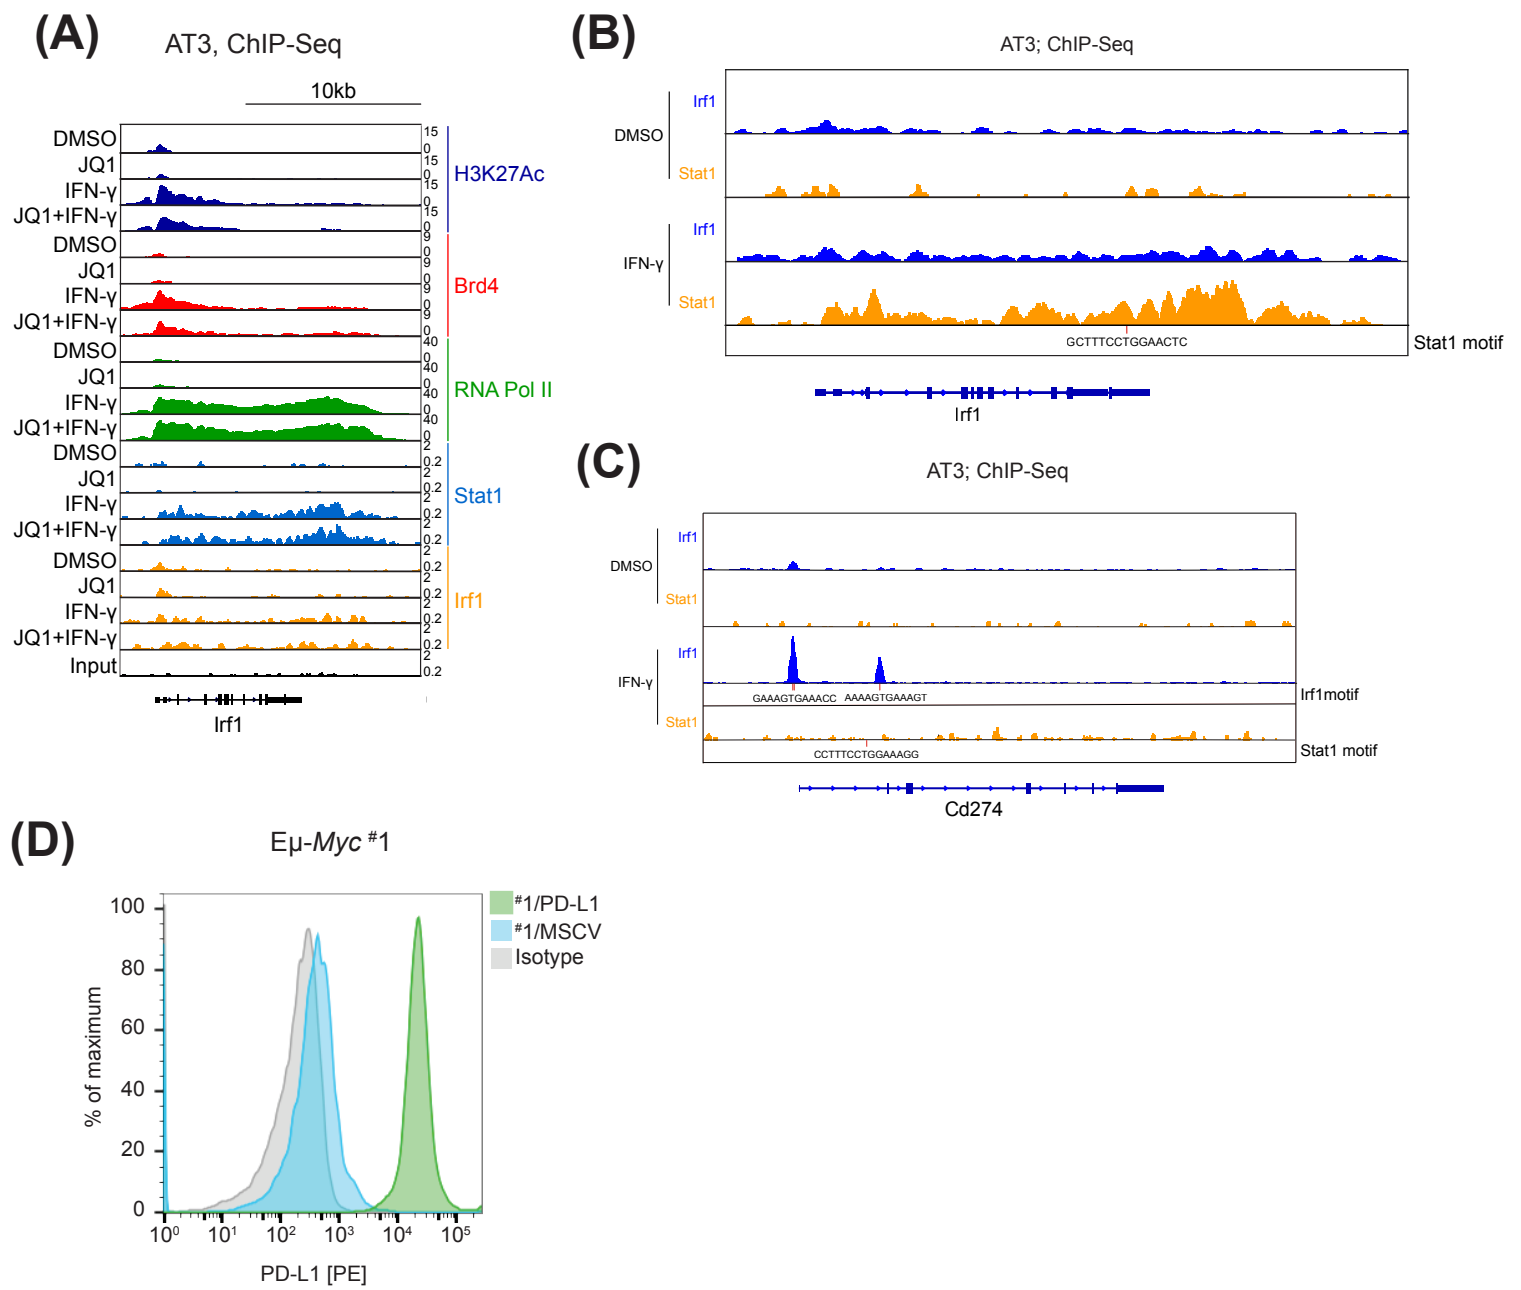 (A)
AT3, ChIP-Seq
10kb
DMSO
15
0
JQ1
15
0
IFN-γ
15
0
JQ1+IFN-γ
15
0
H3K27Ac
DMSO
9
0
JQ1
9
0
IFN-γ
9
0
JQ1+IFN-γ
9
0
Brd4
DMSO
40
0
JQ1
40
0
IFN-γ
40
0
JQ1+IFN-γ
40
0
RNA Pol II
DMSO
2
0.2
JQ1
2
0.2
IFN-γ
2
0.2
JQ1+IFN-γ
2
0.2
Stat1
DMSO
2
0.2
JQ1
2
0.2
IFN-γ
2
0.2
JQ1+IFN-γ
2
0.2
Irf1
Input
2
0.2
Irf1
(B)
AT3; ChIP-Seq
DMSO
Irf1
Stat1
IFN-γ
Irf1
Stat1
GCTTTCCTGGAACTC
Stat1 motif
Irf1
(C)
AT3; ChIP-Seq
DMSO
Irf1
Stat1
IFN-γ
Irf1
GAAAGTGAAACC AAAAGTGAAAGT
Irf1motif
Stat1
CCTTTCCTGGAAAGG
Stat1 motif
Cd274
(D)
Eμ-Myc #1
#1/PD-L1
#1/MSCV
Isotype
% of maximum
100
80
60
40
20
0
10⁰ 10¹ 10² 10³ 10⁴ 10⁵
PD-L1 [PE]